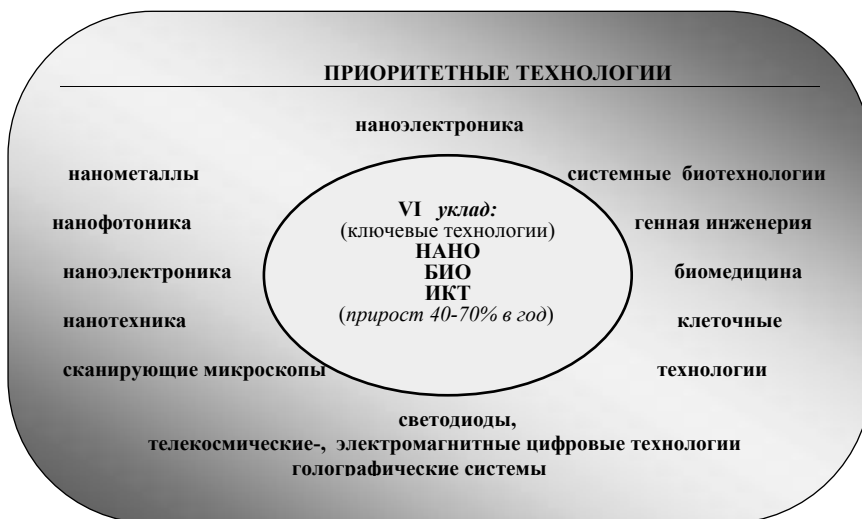 ПРИОРИТЕТНЫЕ ТЕХНОЛОГИИ
наноэлектроника
нанометаллы
нанофотоника
наноэлектроника
нанотехника
сканирующие микроскопы
VI уклад:
(ключевые технологии)
НАНО
БИО
ИКТ
(прирост 40-70% в год)
системные биотехнологии
генная инженерия
биомедицина
клеточные
технологии
светодиоды,
телекосмические-, электромагнитные цифровые технологии
голографические системы